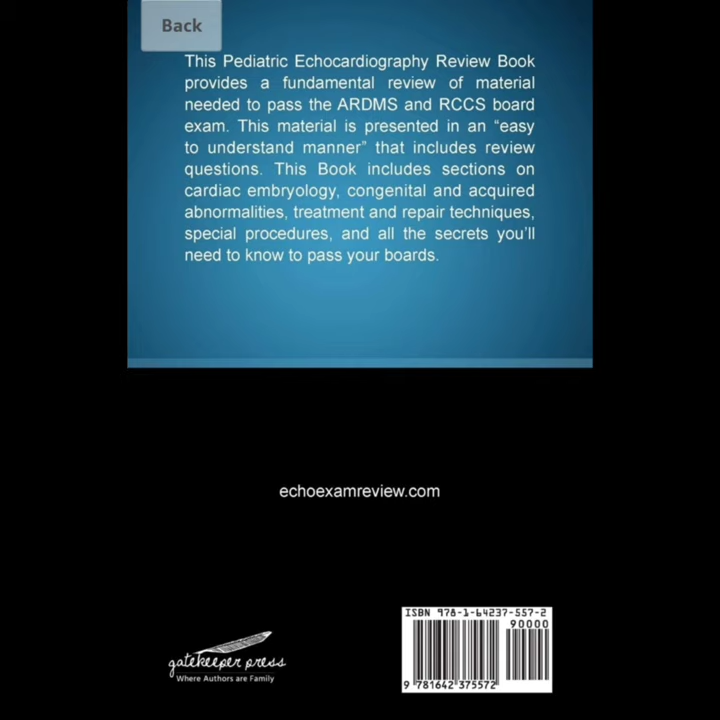 Back
This Pediatric Echocardiography Review Book
provides a fundamental review of material
needed to pass the ARDMS and RCCS board
exam. This material is presented in an “easy
to understand manner” that includes review
questions. This Book includes sections on
cardiac embryology, congenital and acquired
abnormalities, treatment and repair techniques,
special procedures, and all the secrets you’ll
need to know to pass your boards.
echoexamreview.com
gatekeeper press
Where Authors are Family
ISBN 978-1-64237-557-2
90000
9 781642 375572